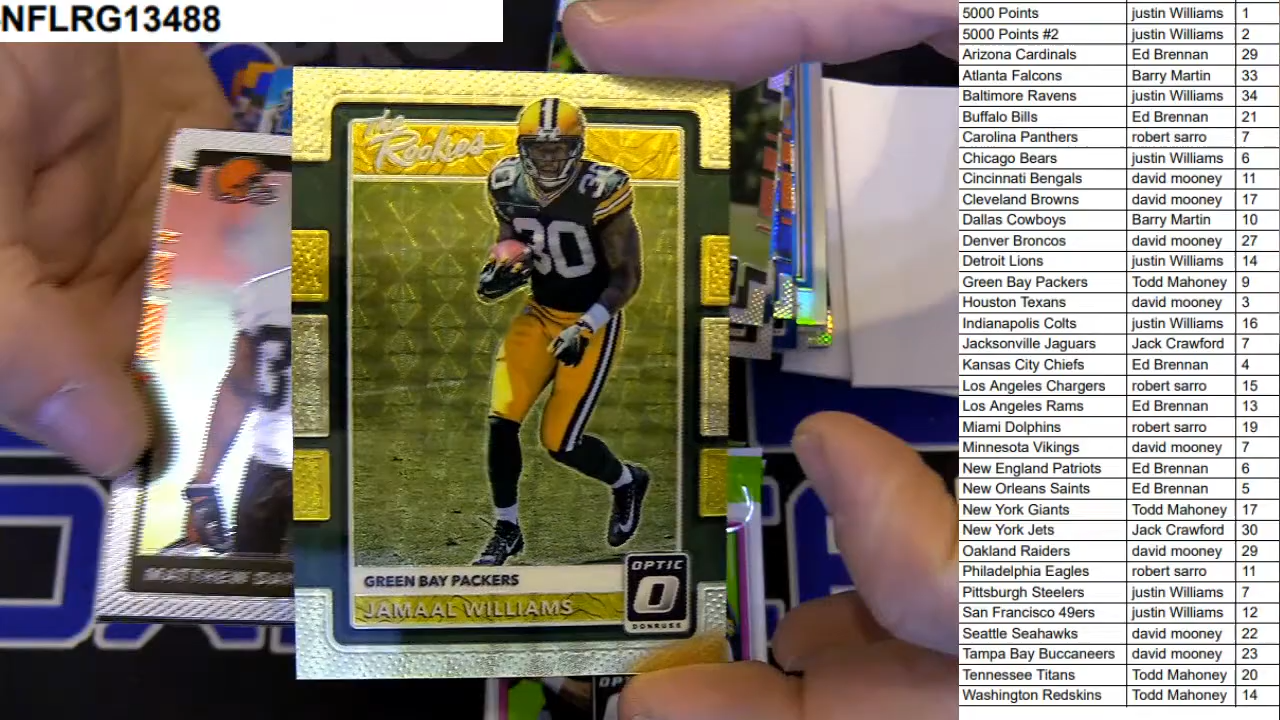 NFLRG13488
the
Rookies
30
30
GREEN BAY PACKERS
JAMAAL WILLIAMS
OPTIC
DONRUSS
MATTHEW
5000 Points justin Williams 1
5000 Points #2 justin Williams 2
Arizona Cardinals Ed Brennan 29
Atlanta Falcons Barry Martin 33
Baltimore Ravens justin Williams 34
Buffalo Bills Ed Brennan 21
Carolina Panthers robert sarro 7
Chicago Bears justin Williams 6
Cincinnati Bengals david mooney 11
Cleveland Browns david mooney 17
Dallas Cowboys Barry Martin 10
Denver Broncos david mooney 27
Detroit Lions justin Williams 14
Green Bay Packers Todd Mahoney 9
Houston Texans david mooney 3
Indianapolis Colts justin Williams 16
Jacksonville Jaguars Jack Crawford 7
Kansas City Chiefs Ed Brennan 4
Los Angeles Chargers robert sarro 15
Los Angeles Rams Ed Brennan 13
Miami Dolphins robert sarro 19
Minnesota Vikings david mooney 7
New England Patriots Ed Brennan 6
New Orleans Saints Ed Brennan 5
New York Giants Todd Mahoney 17
New York Jets Jack Crawford 30
Oakland Raiders david mooney 29
Philadelphia Eagles robert sarro 11
Pittsburgh Steelers justin Williams 7
San Francisco 49ers justin Williams 12
Seattle Seahawks david mooney 22
Tampa Bay Buccaneers david mooney 23
Tennessee Titans Todd Mahoney 20
Washington Redskins Todd Mahoney 14